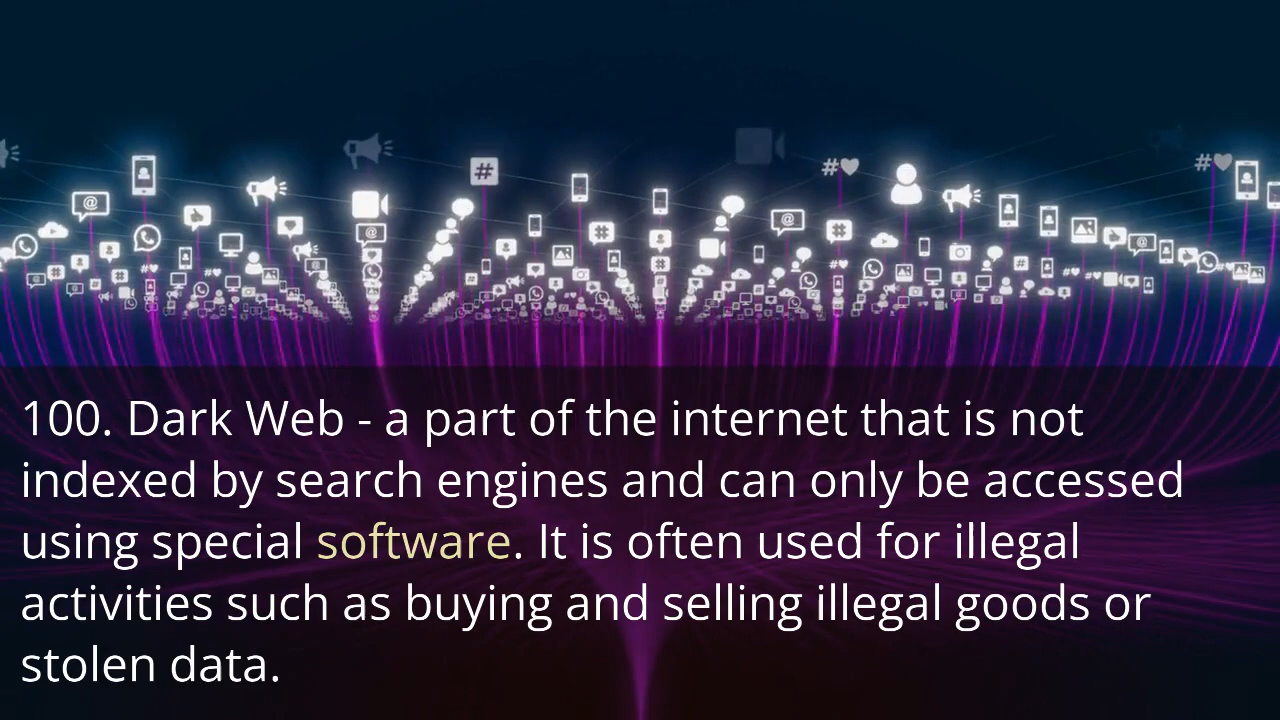 100. Dark Web - a part of the internet that is not
indexed by search engines and can only be accessed
using special software. It is often used for illegal
activities such as buying and selling illegal goods or
stolen data.